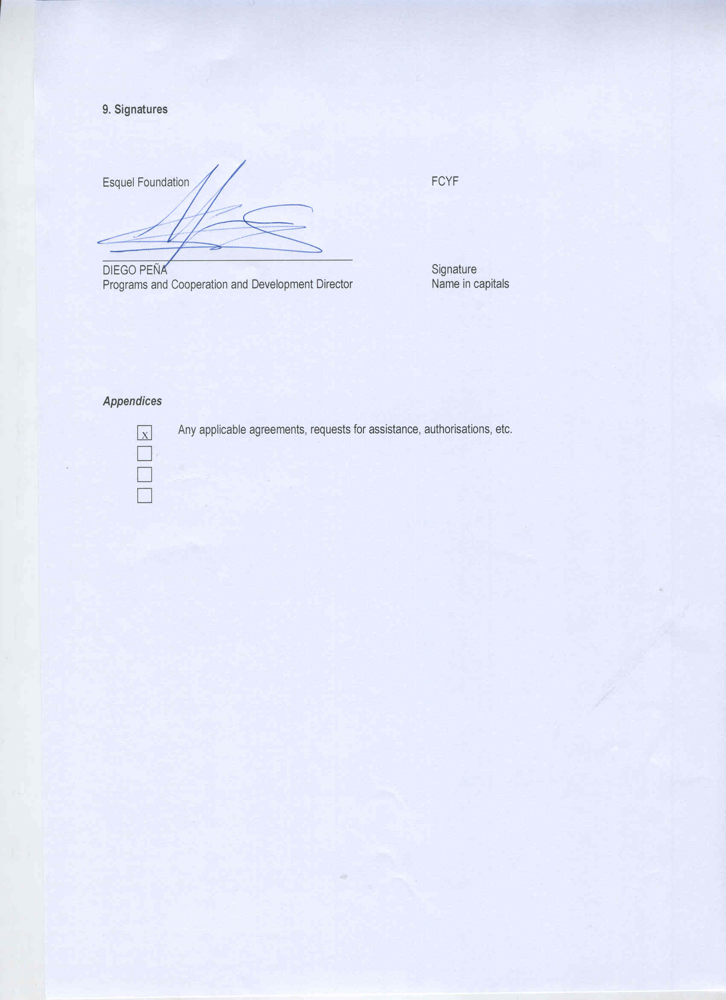 9. Signatures
Esquel Foundation
FCYF
DIEGO PEÑA
Programs and Cooperation and Development Director
Signature
Name in capitals
Appendices
x Any applicable agreements, requests for assistance, authorisations, etc.